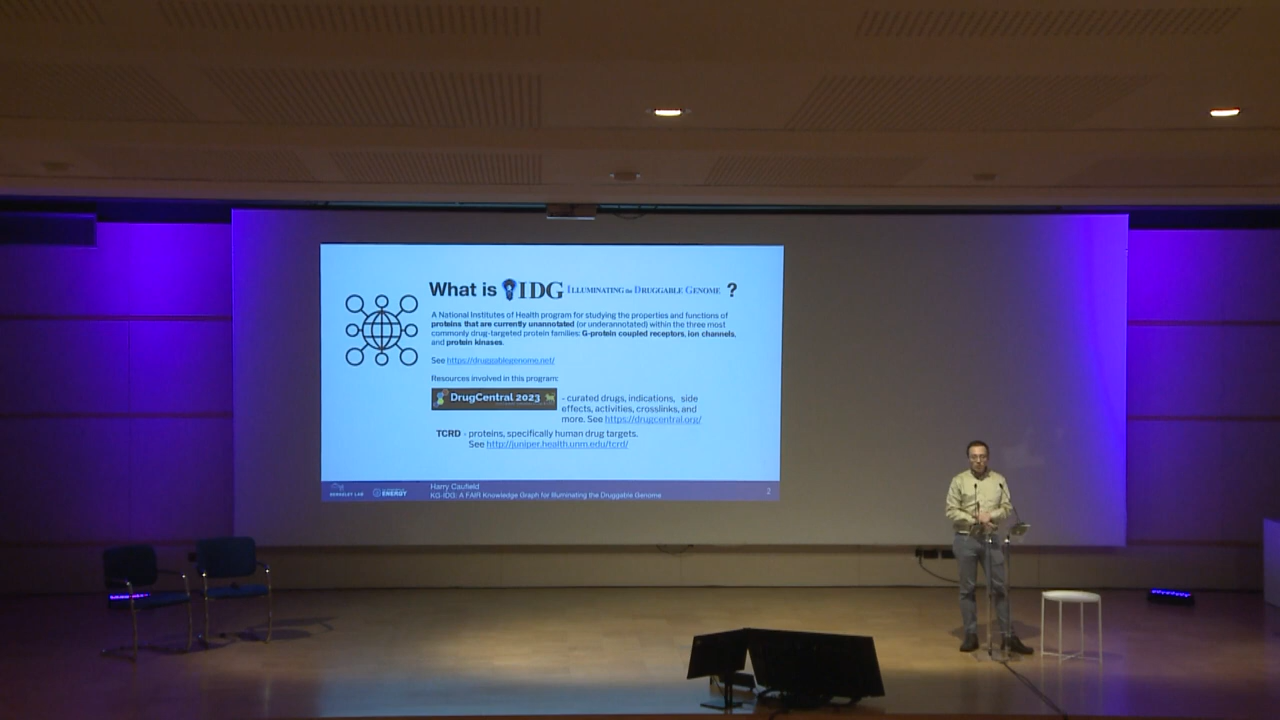 What is IDG ILLUMINATING the DRUGGABLE GENOME ?
A National Institutes of Health program for studying the properties and functions of
proteins that are currently unannotated (or underannotated) within the three most
commonly drug-targeted protein families: G-protein coupled receptors, ion channels,
and protein kinases.
See https://druggablegenome.net/
Resources involved in this program:
DrugCentral 2023
- curated drugs, indications, side
effects, activities, crosslinks, and
more. See https://drugcentral.org/
TCRD - proteins, specifically human drug targets.
See http://juniper.health.unm.edu/tcrd/
BERKELEY LAB
ENERGY
Harry Caufield
KG-IDG: A FAIR Knowledge Graph for Illuminating the Druggable Genome
2